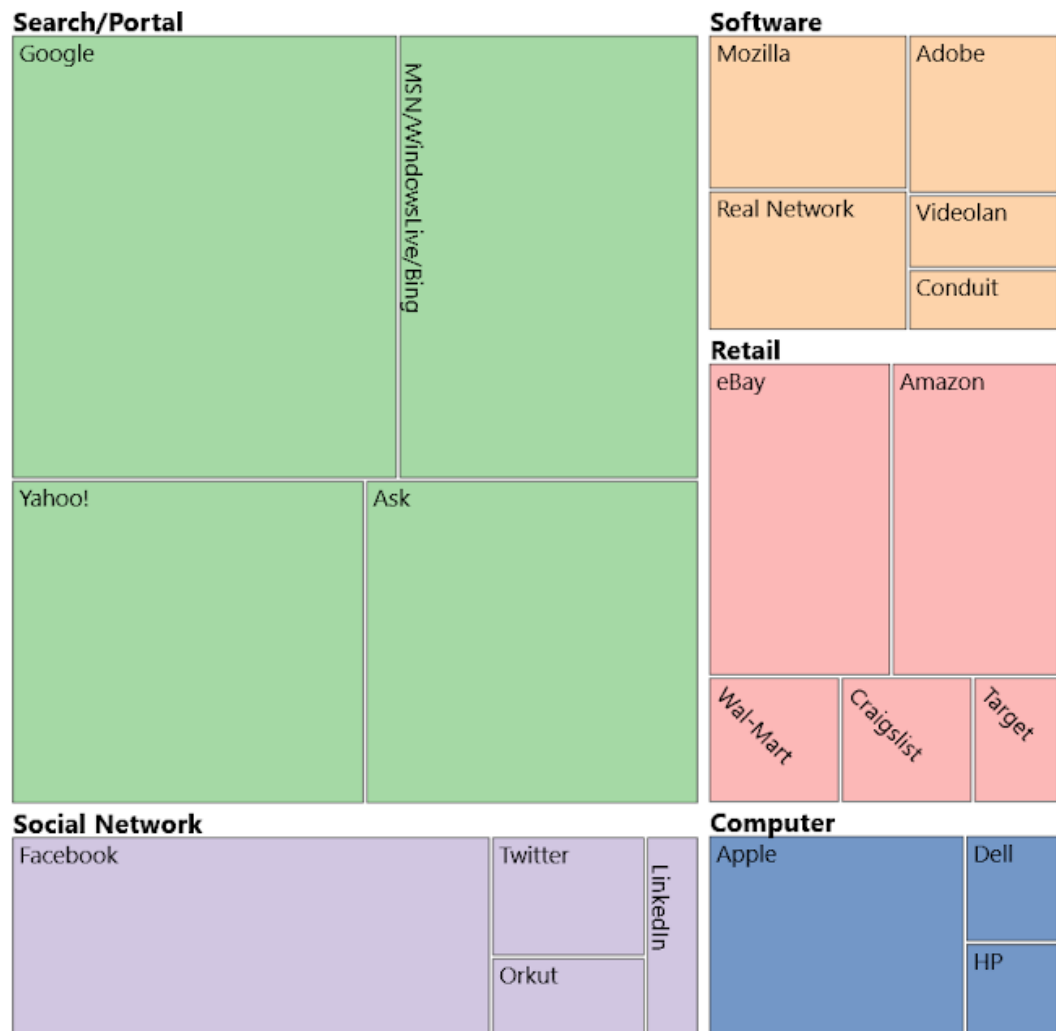 Search/Portal
Google
MSN/WindowsLive/Bing
Yahoo!
Ask
Software
Mozilla
Adobe
Real Network
Videolan
Conduit
Retail
eBay
Amazon
Wal-Mart
Craigslist
Target
Social Network
Facebook
Twitter
LinkedIn
Orkut
Computer
Apple
Dell
HP